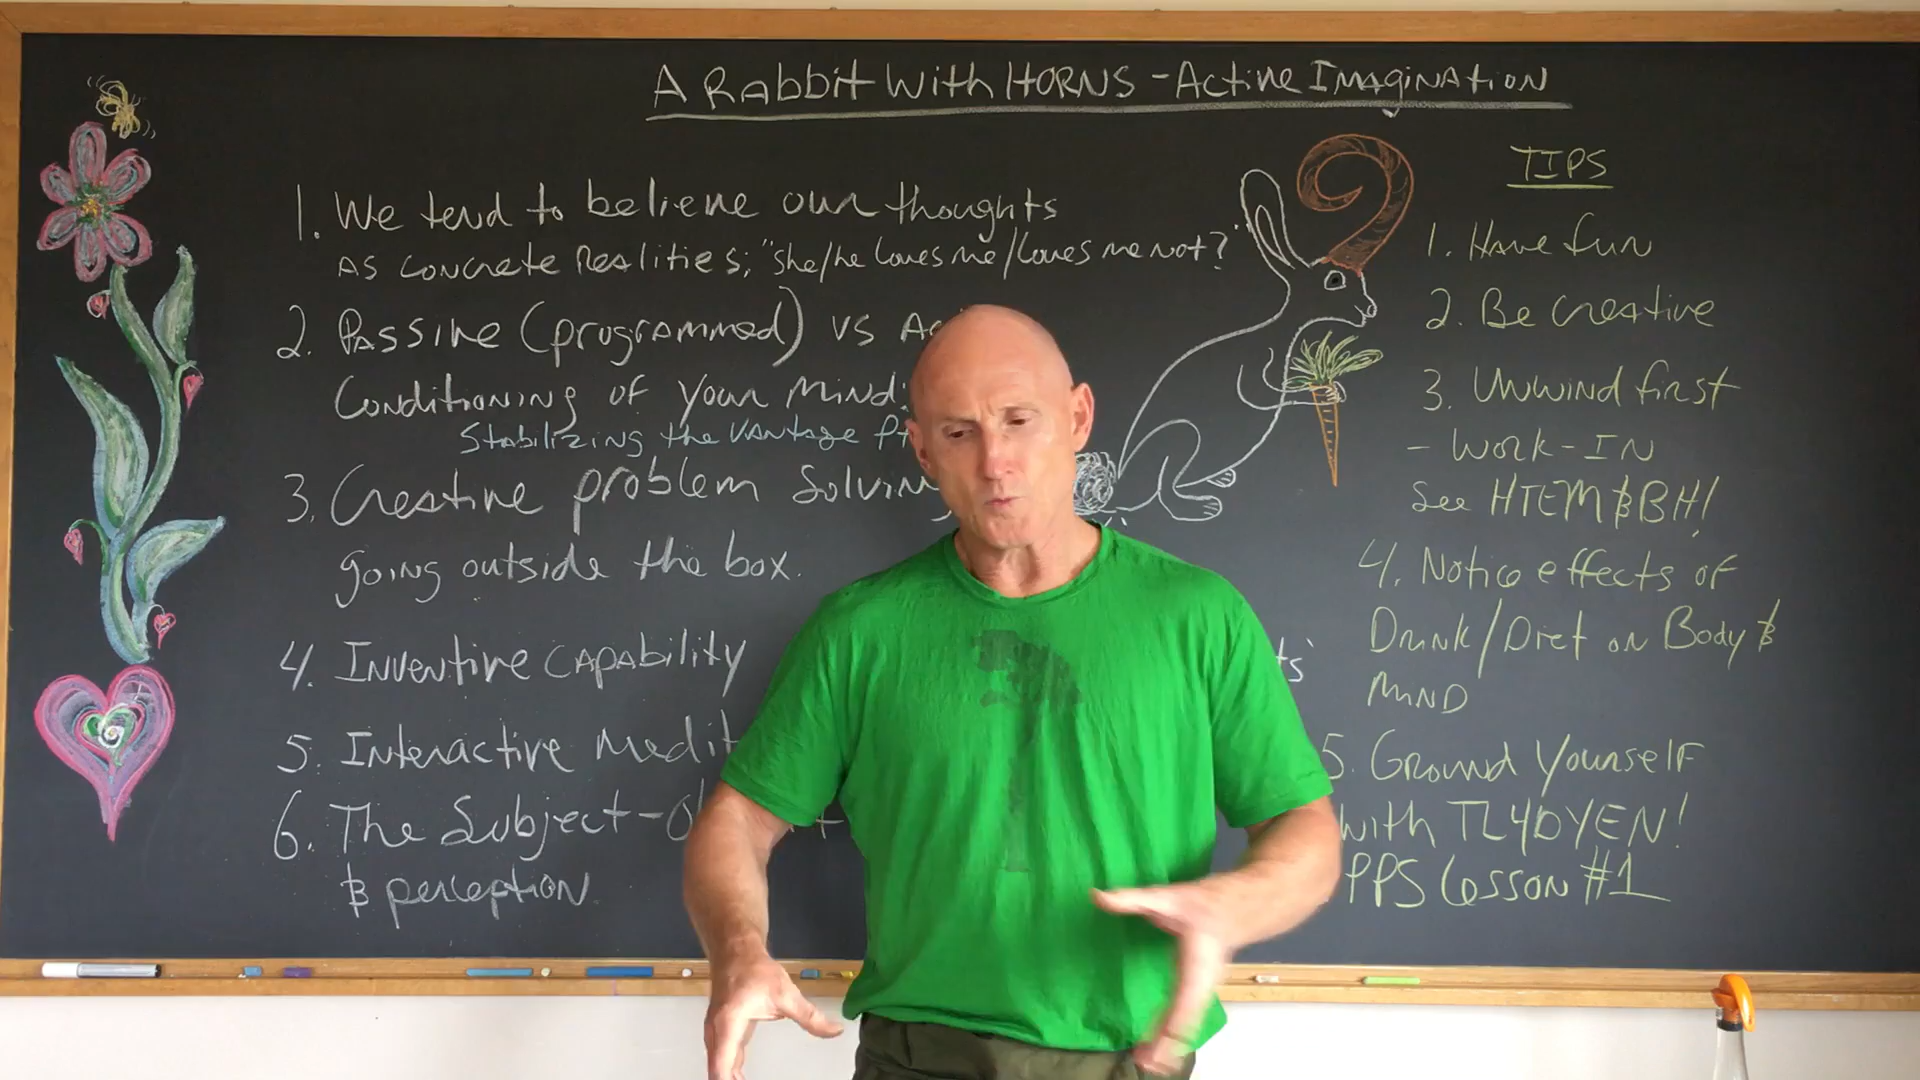 A Rabbit With HORNS - Active Imagination
1. We tend to believe our thoughts
as concrete Realities; "she/he loves me/loves me not?"
2. Passive (programmed) vs
Conditioning of your mind:
Stabilizing the vantage
3. Creative problem solvin
going outside the box.
4. Inventive capability
5. Interactive
6. The Subject-
& perception
TIPS
1. Have fun
2. Be creative
3. Unwind first
- Work-IN
See HTEM&BH!
4. Notice effects of
Drink/Diet on Body &
MIND
5. Ground Yourself
with TL4DYEN!
PPS Lesson #1